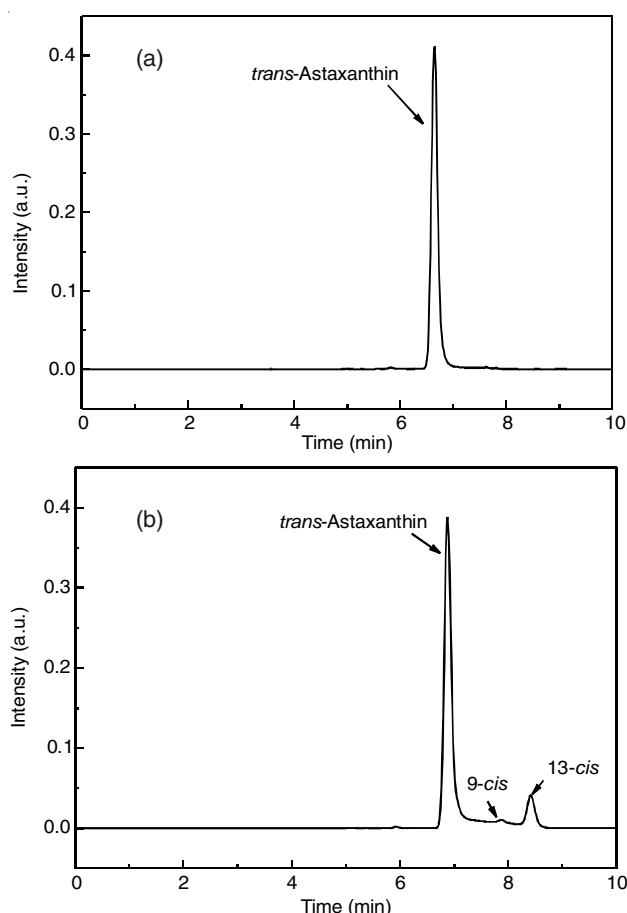 (a)
trans-Astaxanthin
0.4
0.3
0.2
0.1
0.0
Intensity (a.u.)
0 2 4 6 8 10
Time (min)
(b)
trans-Astaxanthin
0.4
0.3
0.2
0.1
0.0
9-cis
13-cis
Intensity (a.u.)
0 2 4 6 8 10
Time (min)